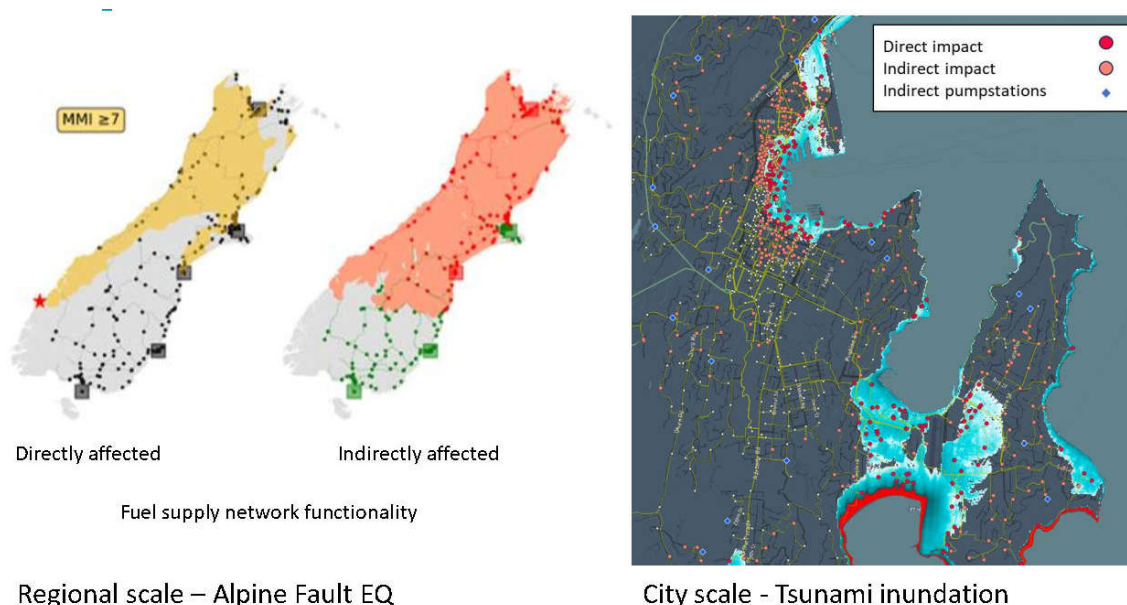 MMI ≥7
Directly affected
Indirectly affected
Fuel supply network functionality
Regional scale – Alpine Fault EQ
Direct impact
Indirect impact
Indirect pumpstations
City scale - Tsunami inundation